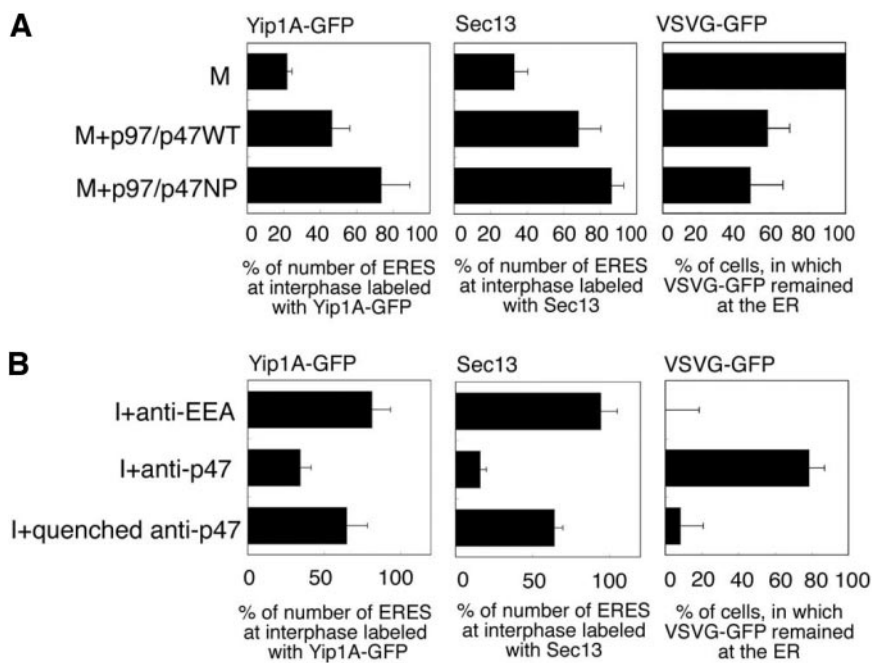 A
Yip1A-GFP
Sec13
VSVG-GFP
M
M+p97/p47WT
M+p97/p47NP
0 20 40 60 80 100
0 20 40 60 80 100
0 20 40 60 80 100
% of number of ERES
at interphase labeled
with Yip1A-GFP
% of number of ERES
at interphase labeled
with Sec13
% of cells, in which
VSVG-GFP remained
at the ER
B
Yip1A-GFP
Sec13
VSVG-GFP
I+anti-EEA
I+anti-p47
I+quenched anti-p47
0 50 100
0 50 100
0 20 40 60 80 100
% of number of ERES
at interphase labeled
with Yip1A-GFP
% of number of ERES
at interphase labeled
with Sec13
% of cells, in which
VSVG-GFP remained
at the ER